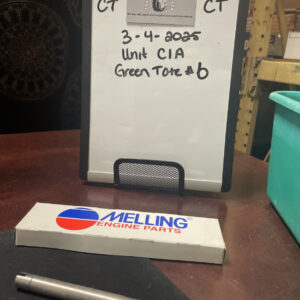 CT CT
3-4-2025
Unit C1A
Green Tote #6
MELLING®
ENGINE PARTS